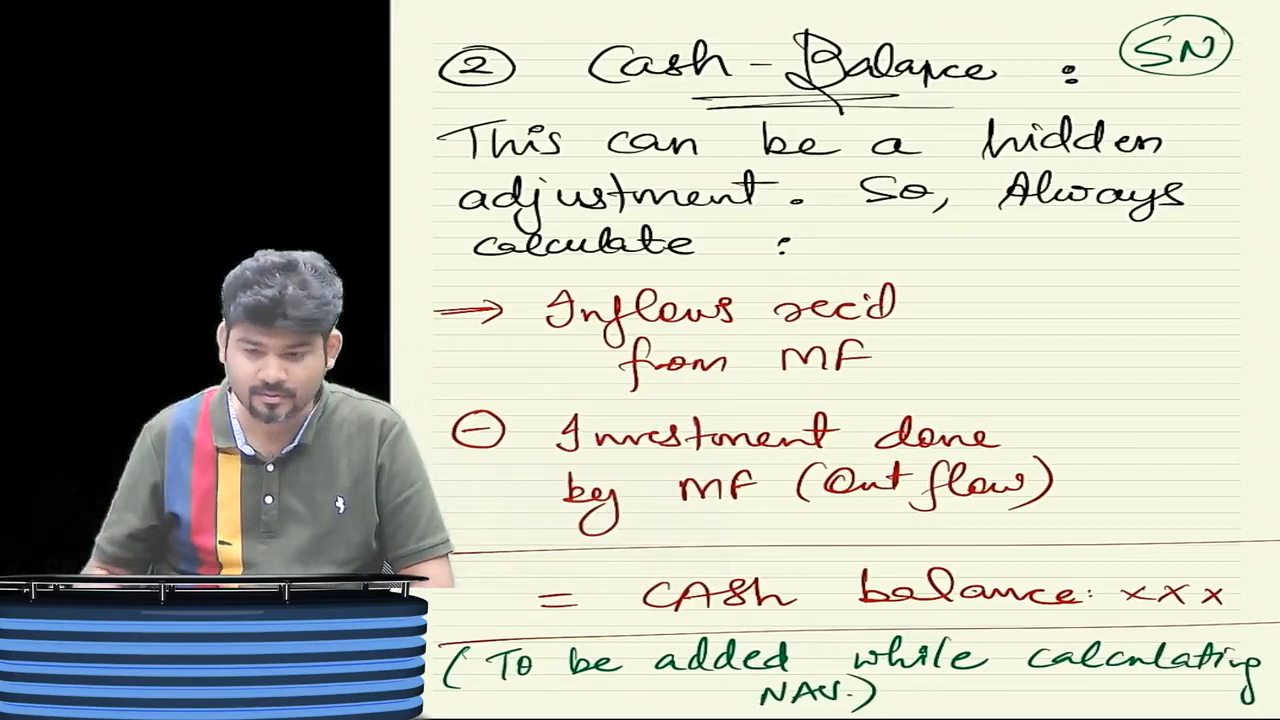 ② Cash - Balance : SN
This can be a hidden
adjustment. So, Always
calculate :
→ Inflows rec'd
from MF
⊖ Investment done
by MF (Outflow)
= CASh balance: xxx
(To be added while calculating
NAV.)